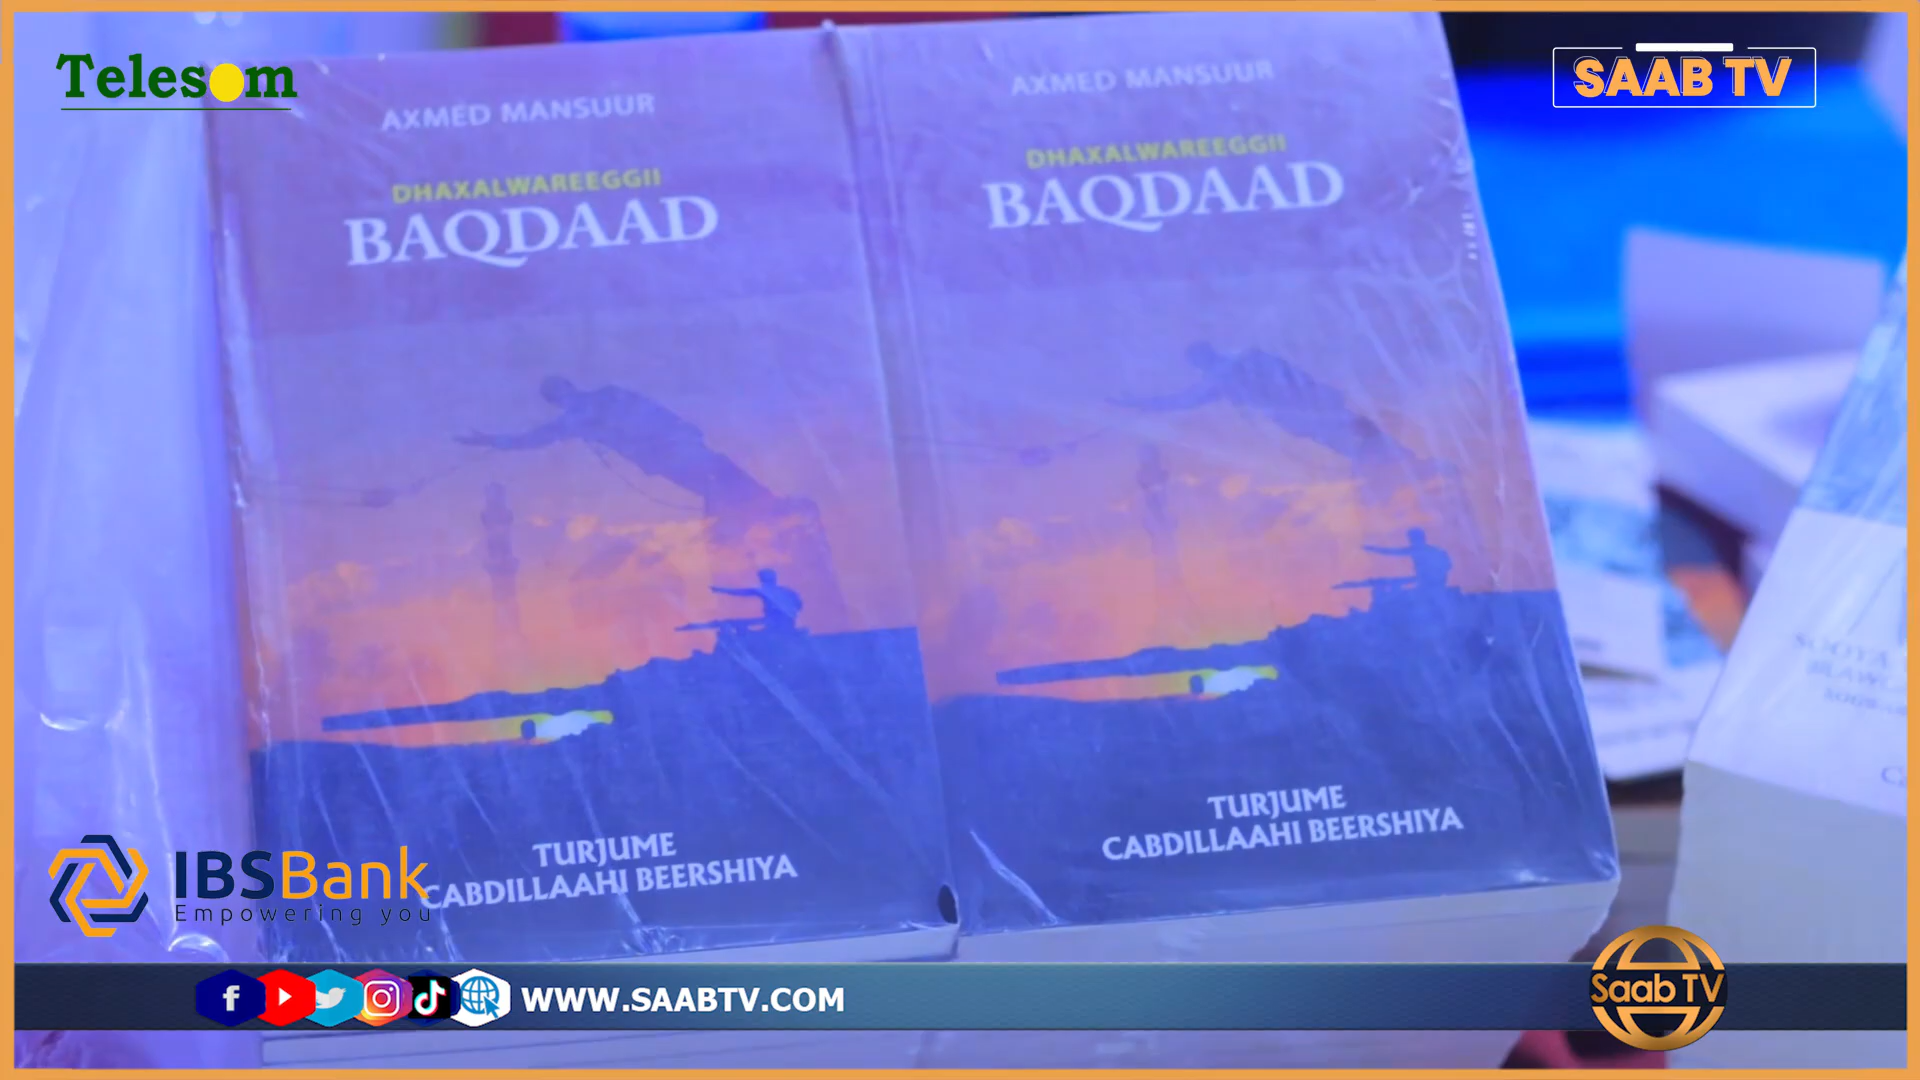 Telesom
SAAB TV
AXMED MANSUUR
DHAXALWAREEGGII
BAQDAAD
TURJUME
CABDILLAAHI BEERSHIYA
AXMED MANSUUR
DHAXALWAREEGGII
BAQDAAD
TURJUME
CABDILLAAHI BEERSHIYA
IBSBank
Empowering you
WWW.SAABTV.COM
Saab TV